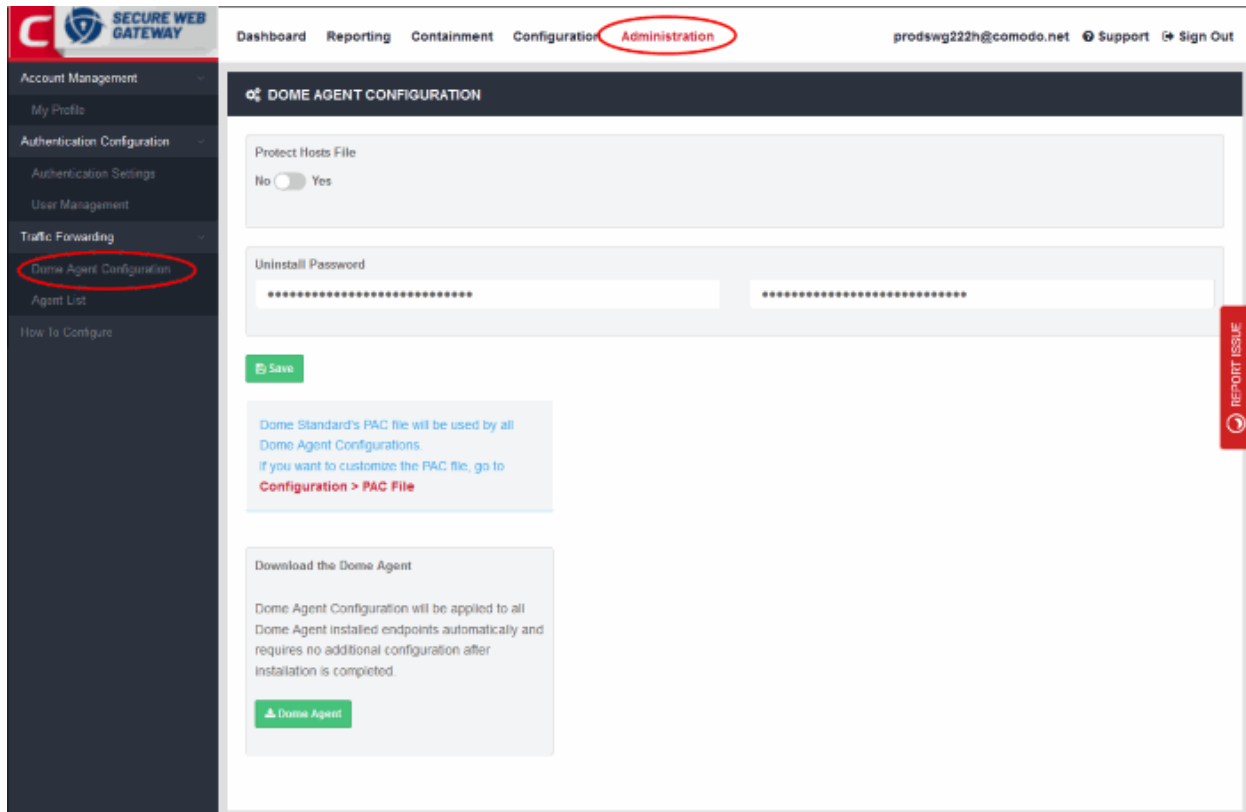 SECURE WEB
GATEWAY
Dashboard Reporting Containment Configuration Administration prodswg222h@comodo.net Support Sign Out
Account Management
My Profile
Authentication Configuration
Authentication Settings
User Management
Traffic Forwarding
Dome Agent Configuration
Agent List
How To Configure
DOME AGENT CONFIGURATION
Protect Hosts File
No Yes
Uninstall Password
Save
Dome Standard's PAC file will be used by all
Dome Agent Configurations.
If you want to customize the PAC file, go to
Configuration > PAC File
Download the Dome Agent
Dome Agent Configuration will be applied to all
Dome Agent installed endpoints automatically and
requires no additional configuration after
installation is completed.
Dome Agent
REPORT ISSUE